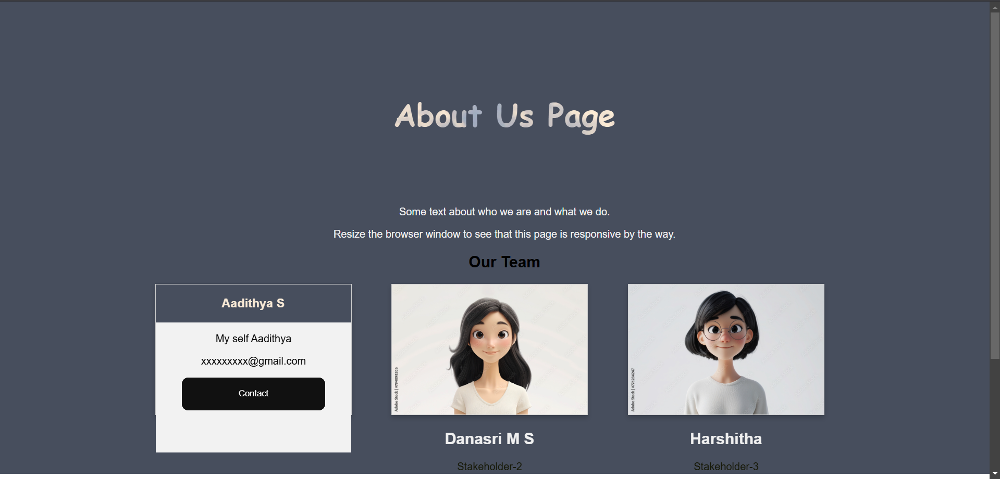 About Us Page
Some text about who we are and what we do.
Resize the browser window to see that this page is responsive by the way.
Our Team
Aadithya S
My self Aadithya
xxxxxxxxx@gmail.com
Contact
Adobe Stock | #794098206
Danasri M S
Stakeholder-2
Adobe Stock | #776284247
Harshitha
Stakeholder-3